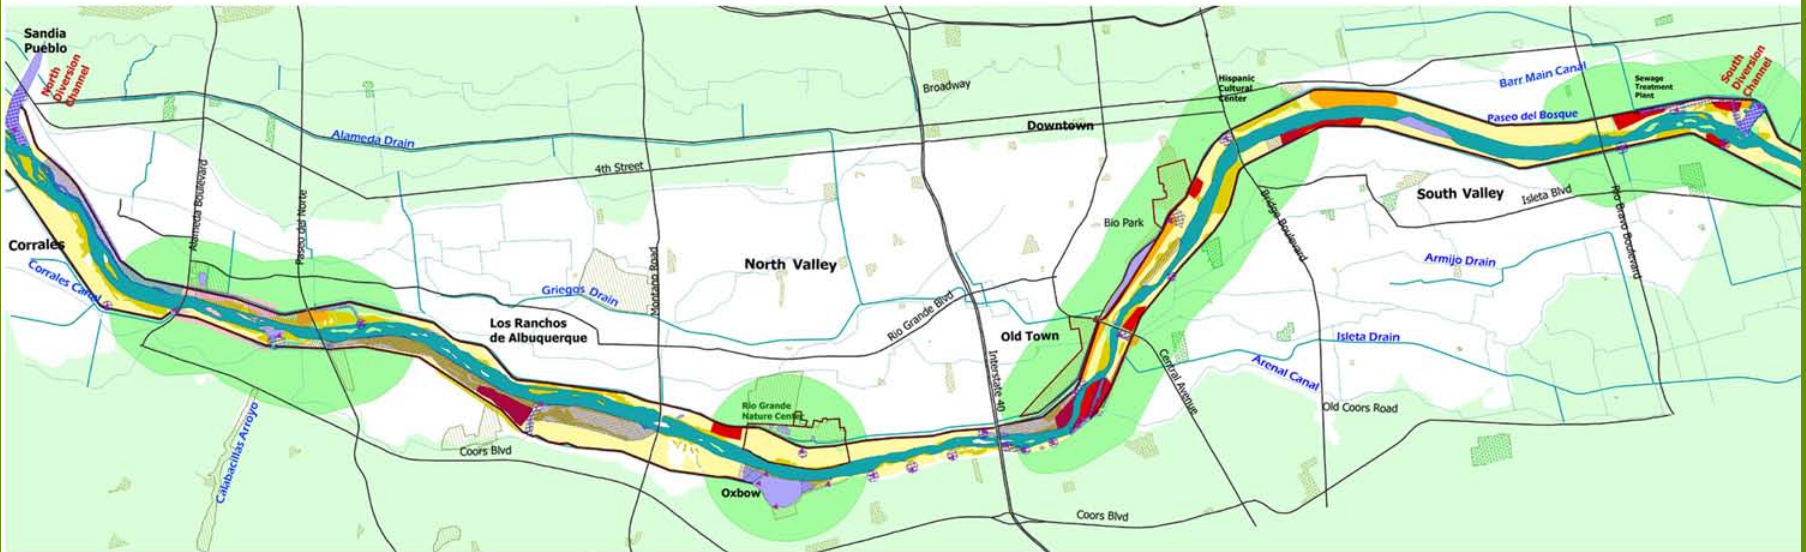 Sandia
Pueblo
North
Diversion
Channel
Alameda Drain
4th Street
Broadway
Downtown
Hispanic
Cultural
Center
Barr Main Canal
Sewage
Treatment
Plant
South
Diversion
Channel
Paseo del Bosque
Alameda Boulevard
Paseo del Norte
Montaño Road
Corrales
Corrales Canal
Griegos Drain
North Valley
Los Ranchos
de Albuquerque
Rio Grande Blvd
Bio Park
Bridge Boulevard
South Valley
Isleta Blvd
Rio Bravo Boulevard
Armijo Drain
Old Town
Interstate 40
Central Avenue
Isleta Drain
Arenal Canal
Old Coors Road
Calabacillas Arroyo
Coors Blvd
Rio Grande
Nature Center
Oxbow
Coors Blvd